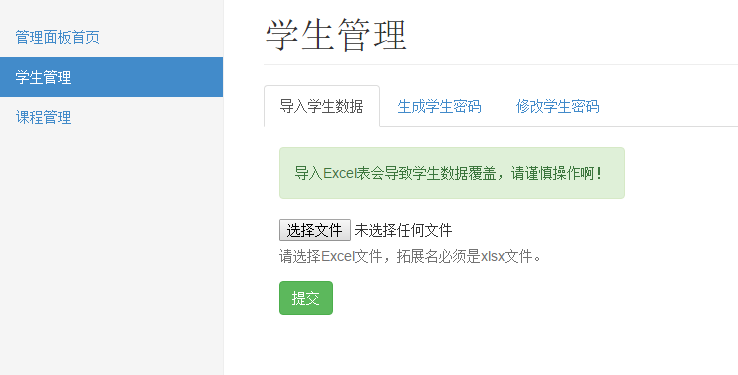 学生管理
管理面板首页
学生管理
课程管理
导入学生数据 生成学生密码 修改学生密码
导入Excel表会导致学生数据覆盖，请谨慎操作啊！
选择文件 未选择任何文件
请选择Excel文件，拓展名必须是xlsx文件。
提交